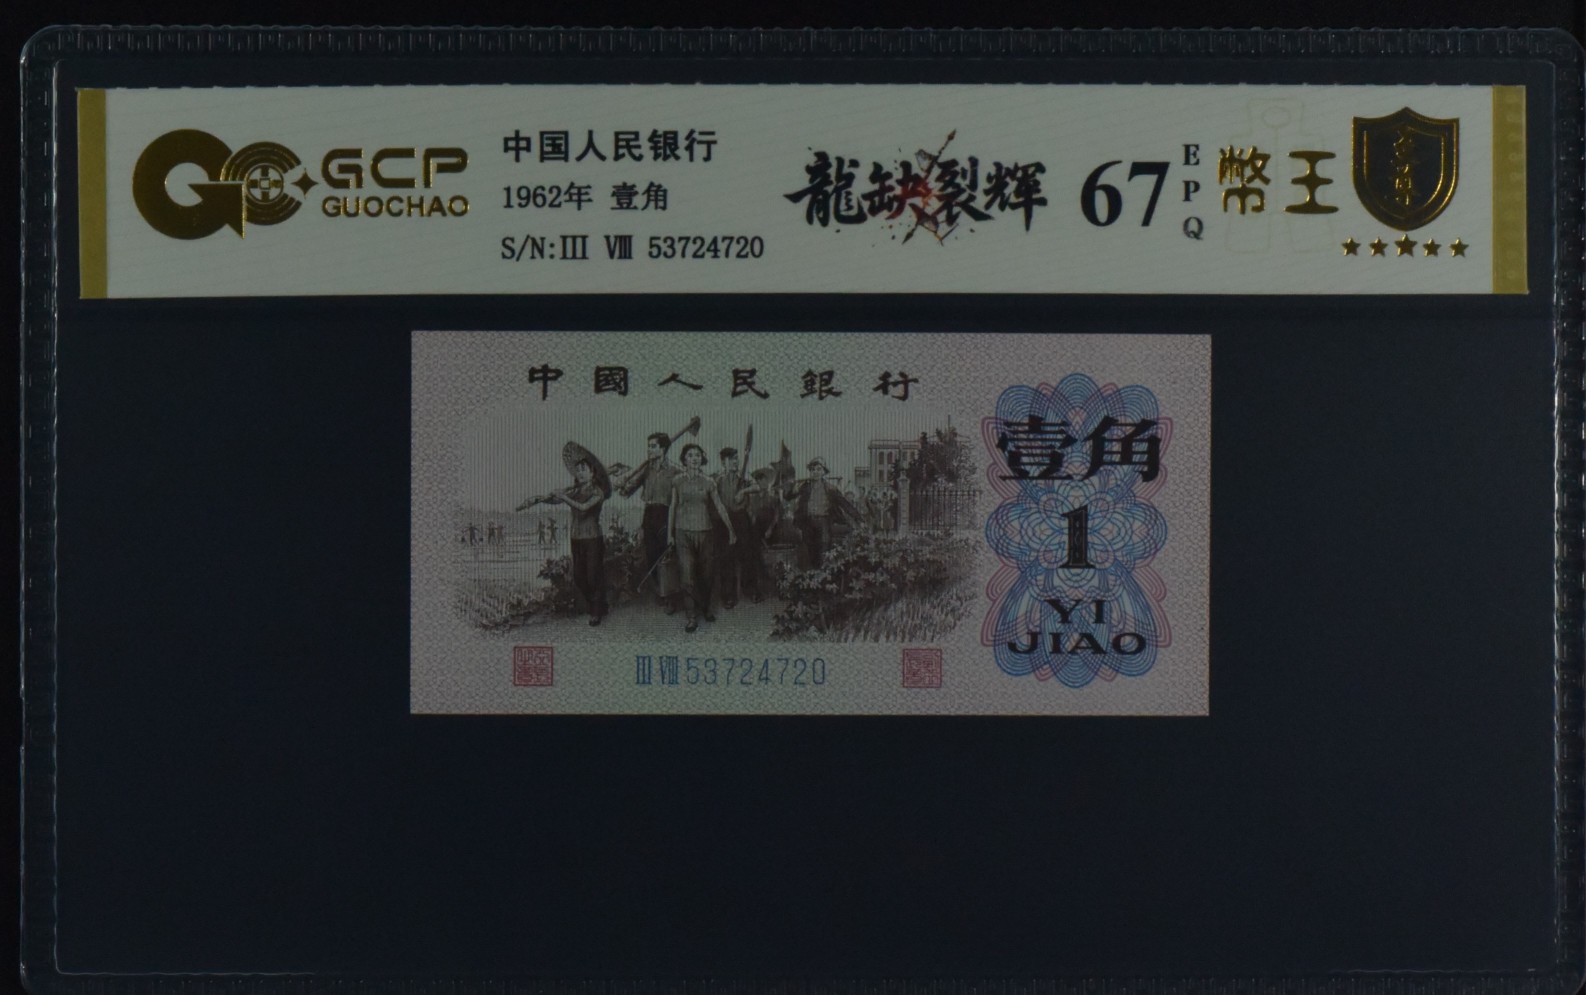 GCP
GUOCHAO
中国人民银行
1962年 壹角
S/N:III VIII 53724720
龍缺裂輝
67
EPQ
幣王
中國人民銀行
壹角
1
YI
JIAO
III VIII 53724720